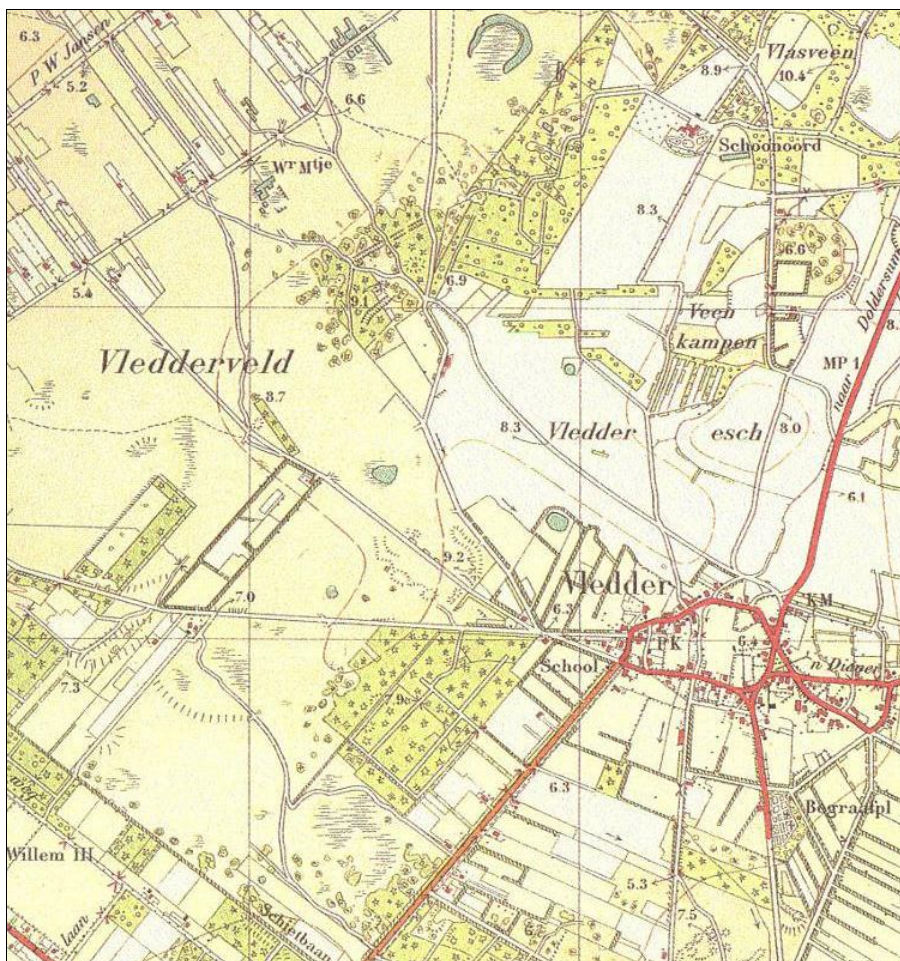 6.3
P W Jansen
5.2
6.6
Wr Mtje
5.4
8.9
Vlasveen
10.4
Schoonoord
8.3
6.6
6.9
9.1
Veen
kampen
Doldersum
naar
MP 1
Vledderveld
8.7
8.3
Vledder
esch
8.0
6.1
9.2
Vledder
7.0
6.3
KM
PK
6.4
School
7.3
Begraafpl
6.3
Willem III
5.3
7.5
Schietbaan
laan